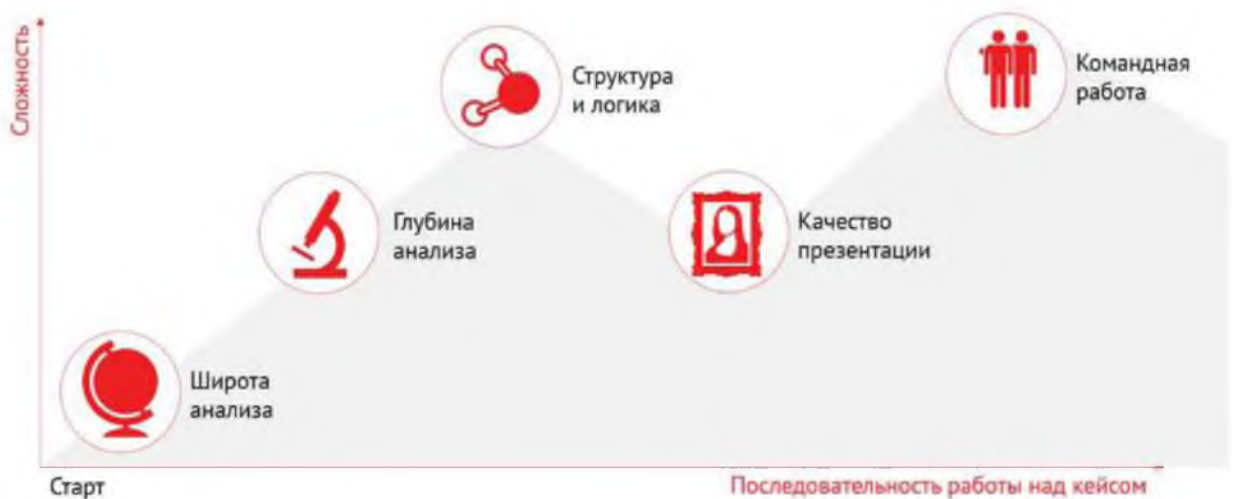 Сложность
Структура
и логика
Командная
работа
Глубина
анализа
Качество
презентации
Широта
анализа
Старт
Последовательность работы над кейсом